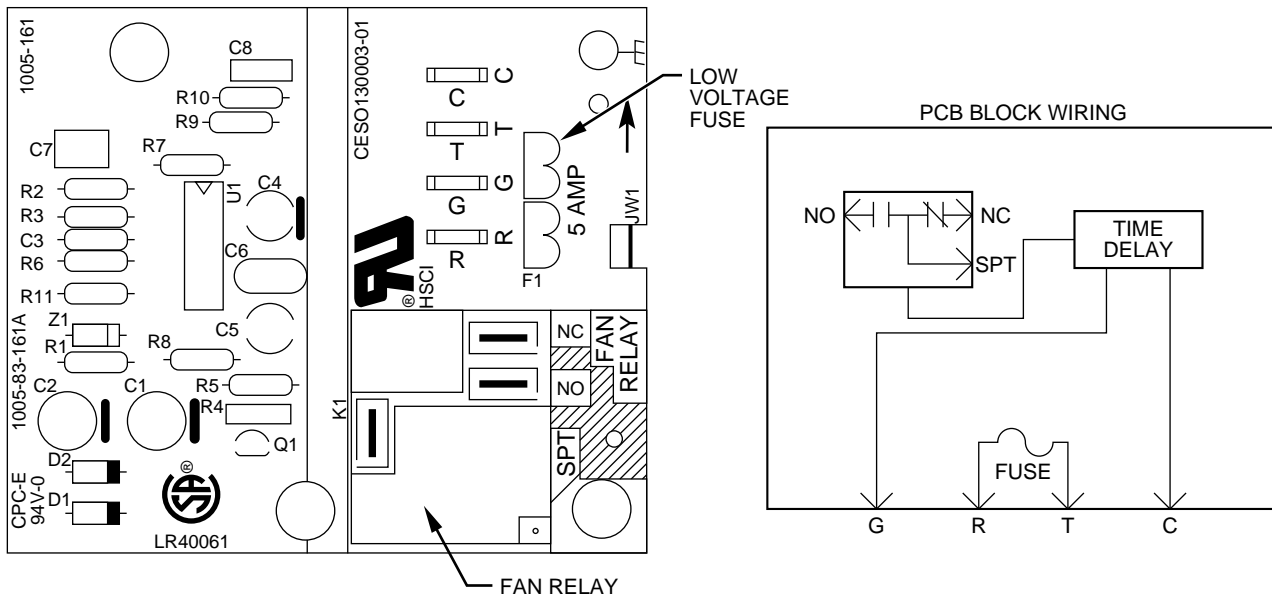 1005-161
C8
R10
R9
C7
R7
R2
R3
C3
R6
R11
Z1
R1
U1
C4
C6
C5
R8
1005-83-161A
C2
C1
R5
R4
Q1
D2
D1
CPC-E
94V-0
®
LR40061
CESO130003-01
C
C
T
T
G
G
R
R
5 AMP
F1
JW1
®
HSCI
NC
NO
SPT
FAN
RELAY
K1
LOW
VOLTAGE
FUSE
FAN RELAY
PCB BLOCK WIRING
NO
NC
SPT
TIME
DELAY
FUSE
G R T C